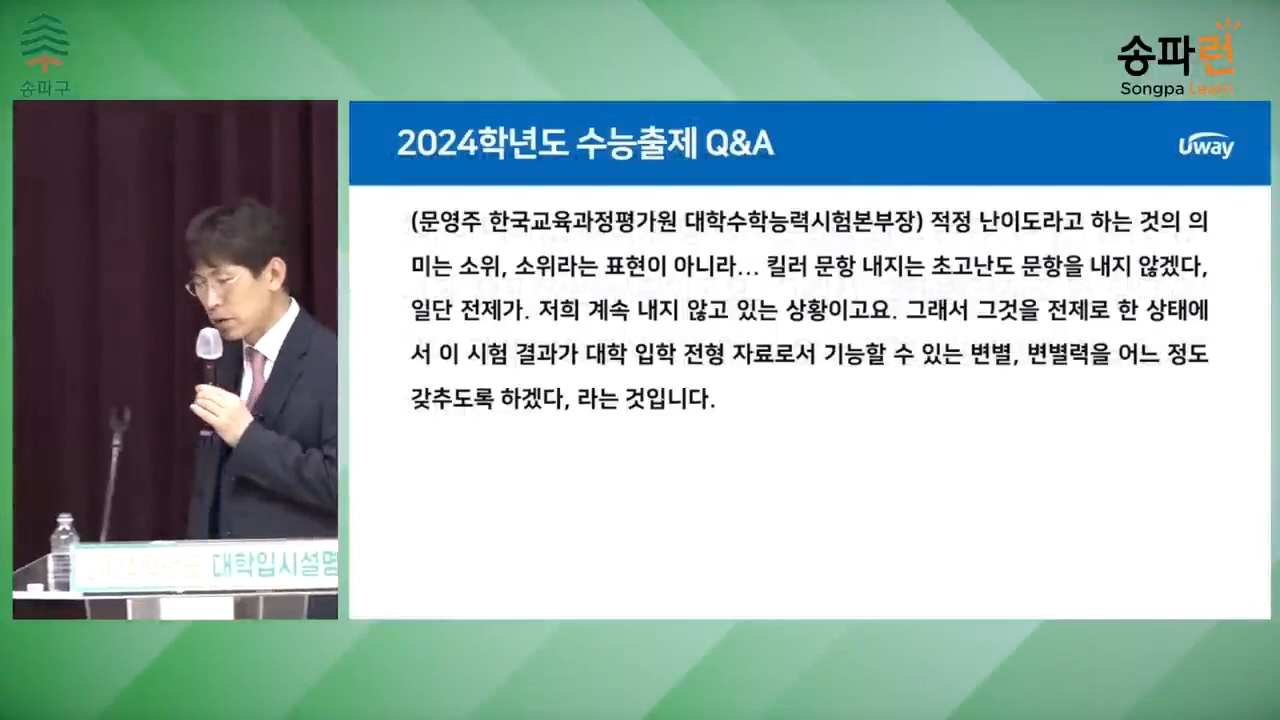 송파구
송파런
Songpa Learn
2024학년도 수능출제 Q&A
Uway
(문영주 한국교육과정평가원 대학수학능력시험본부장) 적정 난이도라고 하는 것의 의
미는 소위, 소위라는 표현이 아니라... 킬러 문항 내지는 초고난도 문항을 내지 않겠다,
일단 전제가. 저희 계속 내지 않고 있는 상황이고요. 그래서 그것을 전제로 한 상태에
서 이 시험 결과가 대학 입학 전형 자료로서 기능할 수 있는 변별, 변별력을 어느 정도
갖추도록 하겠다, 라는 것입니다.
대학입시설명